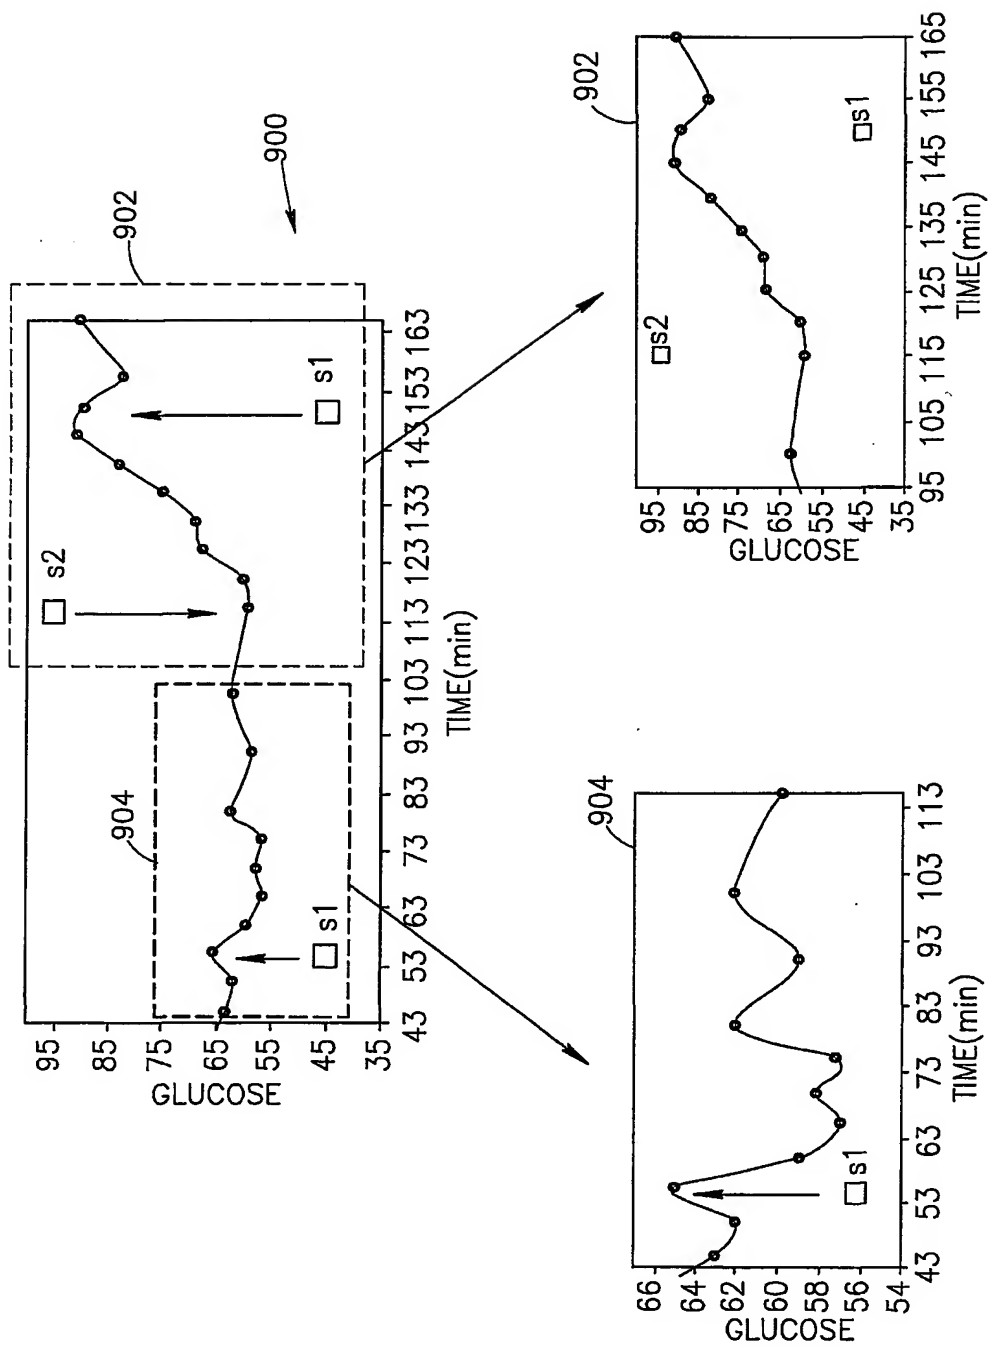 900
902
904
s2
s1
s1
95
85
75
65
55
45
35
GLUCOSE
43 53 63 73 83 93 103 113 123 133 143 153 163
TIME(min)
904
s1
66
64
62
60
58
56
54
GLUCOSE
43 53 63 73 83 93 103 113
TIME(min)
902
s2
s1
95
85
75
65
55
45
35
GLUCOSE
95 105 115 125 135 145 155 165
TIME(min)